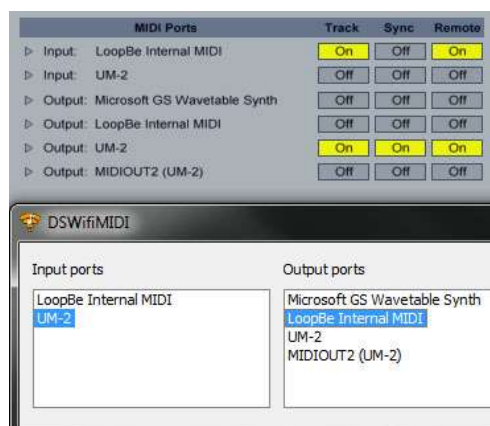 MIDI Ports Track Sync Remote
Input: LoopBe Internal MIDI On Off On
Input: UM-2 Off Off Off
Output: Microsoft GS Wavetable Synth Off Off Off
Output: LoopBe Internal MIDI Off Off Off
Output: UM-2 On On On
Output: MIDIOUT2 (UM-2) Off Off Off
DSWifiMIDI
Input ports Output ports
LoopBe Internal MIDI Microsoft GS Wavetable Synth
UM-2 LoopBe Internal MIDI
UM-2
MIDIOUT2 (UM-2)